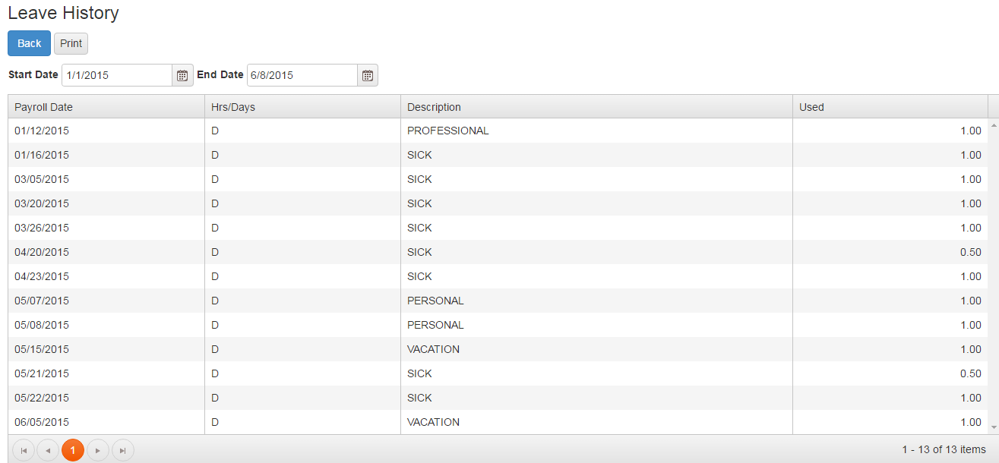 Leave History
Back Print
Start Date 1/1/2015 End Date 6/8/2015
Payroll Date Hrs/Days Description Used
01/12/2015 D PROFESSIONAL 1.00
01/16/2015 D SICK 1.00
03/05/2015 D SICK 1.00
03/20/2015 D SICK 1.00
03/26/2015 D SICK 1.00
04/20/2015 D SICK 0.50
04/23/2015 D SICK 1.00
05/07/2015 D PERSONAL 1.00
05/08/2015 D PERSONAL 1.00
05/15/2015 D VACATION 1.00
05/21/2015 D SICK 0.50
05/22/2015 D SICK 1.00
06/05/2015 D VACATION 1.00
1 1 - 13 of 13 items